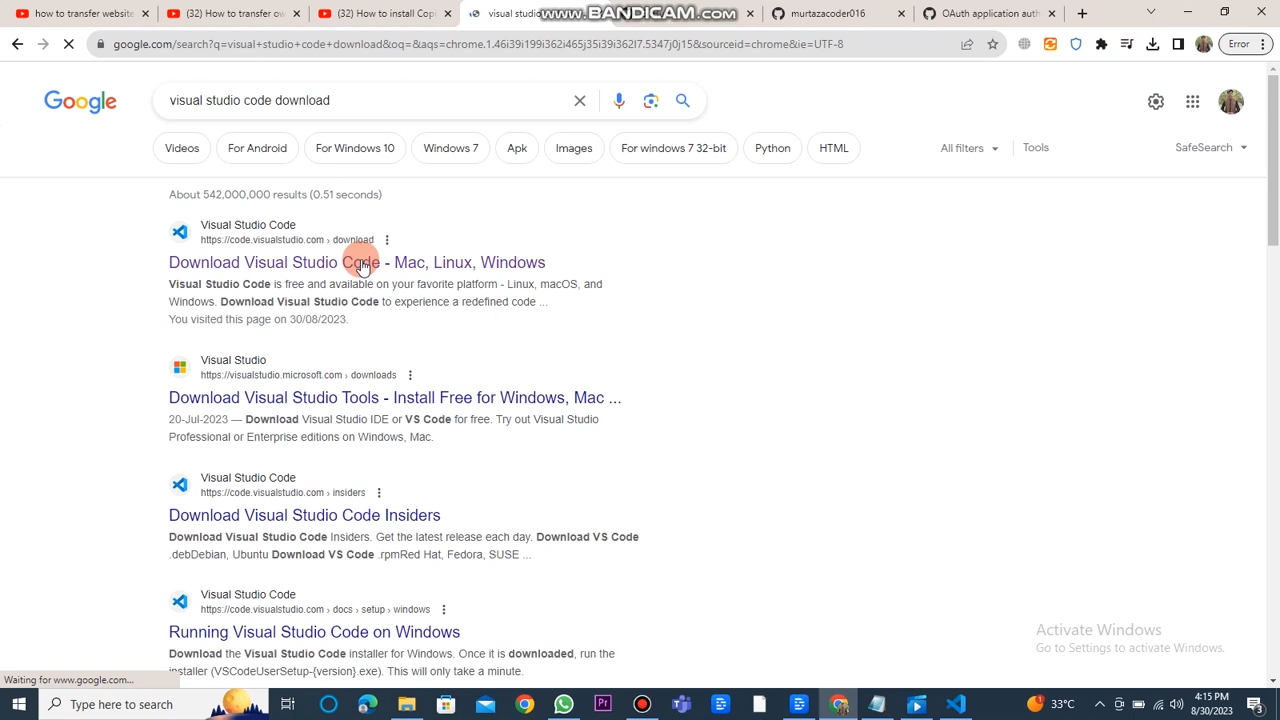 (32) How to transfer website
(32) How to transfer ow
(32) How to install Copi
visual studio
www.BANDICAM.com
murtazacoder016
OAuth application auth
google.com/search?q=visual+studio+code+download&oq=&aqs=chrome.1.46i39i199i362i465j35i39i362l7.5347j0j15&sourceid=chrome&ie=UTF-8
Error
Google
visual studio code download
Videos
For Android
For Windows 10
Windows 7
Apk
Images
For windows 7 32-bit
Python
HTML
All filters
Tools
SafeSearch
About 542,000,000 results (0.51 seconds)
Visual Studio Code
https://code.visualstudio.com › download
Download Visual Studio Code - Mac, Linux, Windows
Visual Studio Code is free and available on your favorite platform - Linux, macOS, and
Windows. Download Visual Studio Code to experience a redefined code ...
You visited this page on 30/08/2023.
Visual Studio
https://visualstudio.microsoft.com › downloads
Download Visual Studio Tools - Install Free for Windows, Mac ...
20-Jul-2023 — Download Visual Studio IDE or VS Code for free. Try out Visual Studio
Professional or Enterprise editions on Windows, Mac.
Visual Studio Code
https://code.visualstudio.com › insiders
Download Visual Studio Code Insiders
Download Visual Studio Code Insiders. Get the latest release each day. Download VS Code
.debDebian, Ubuntu Download VS Code .rpmRed Hat, Fedora, SUSE ...
Visual Studio Code
https://code.visualstudio.com › docs › setup › windows
Running Visual Studio Code on Windows
Download the Visual Studio Code installer for Windows. Once it is downloaded, run the
installer (VSCodeUserSetup-{version}.exe). This will only take a minute.
Activate Windows
Go to Settings to activate Windows.
Waiting for www.google.com...
Type here to search
Pr
33°C
4:15 PM
8/30/2023
3